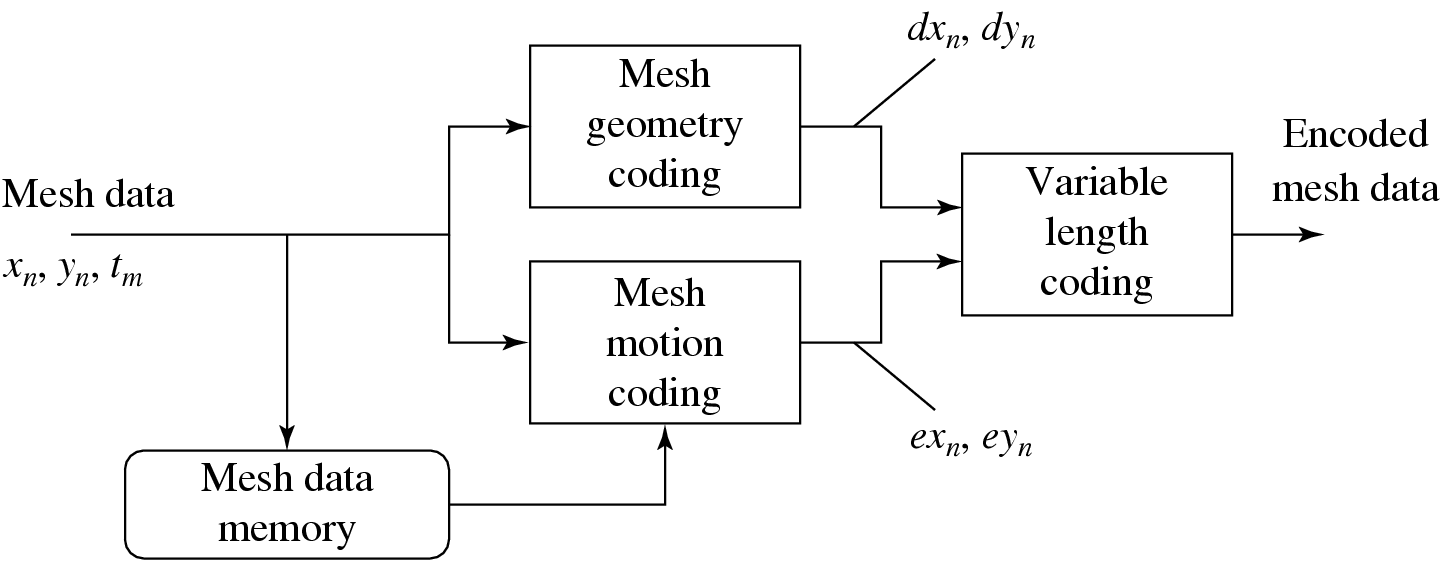 dxₙ, dyₙ
Mesh
geometry
coding
Encoded
mesh data
Mesh data
xₙ, yₙ, tₘ
Variable
length
coding
Mesh
motion
coding
exₙ, eyₙ
Mesh data
memory